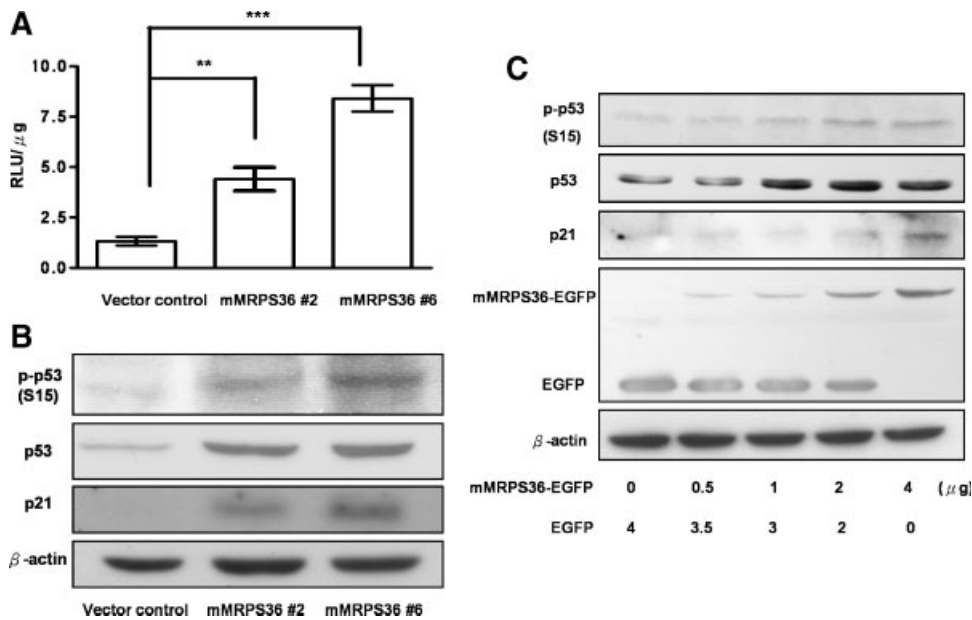 A
***
**
10.0
7.5
5.0
2.5
0.0
RLU/μg
Vector control mMRPS36 #2 mMRPS36 #6
B
p-p53
(S15)
p53
p21
β-actin
Vector control mMRPS36 #2 mMRPS36 #6
C
p-p53
(S15)
p53
p21
mMRPS36-EGFP
EGFP
β-actin
mMRPS36-EGFP 0 0.5 1 2 4 (μg)
EGFP 4 3.5 3 2 0